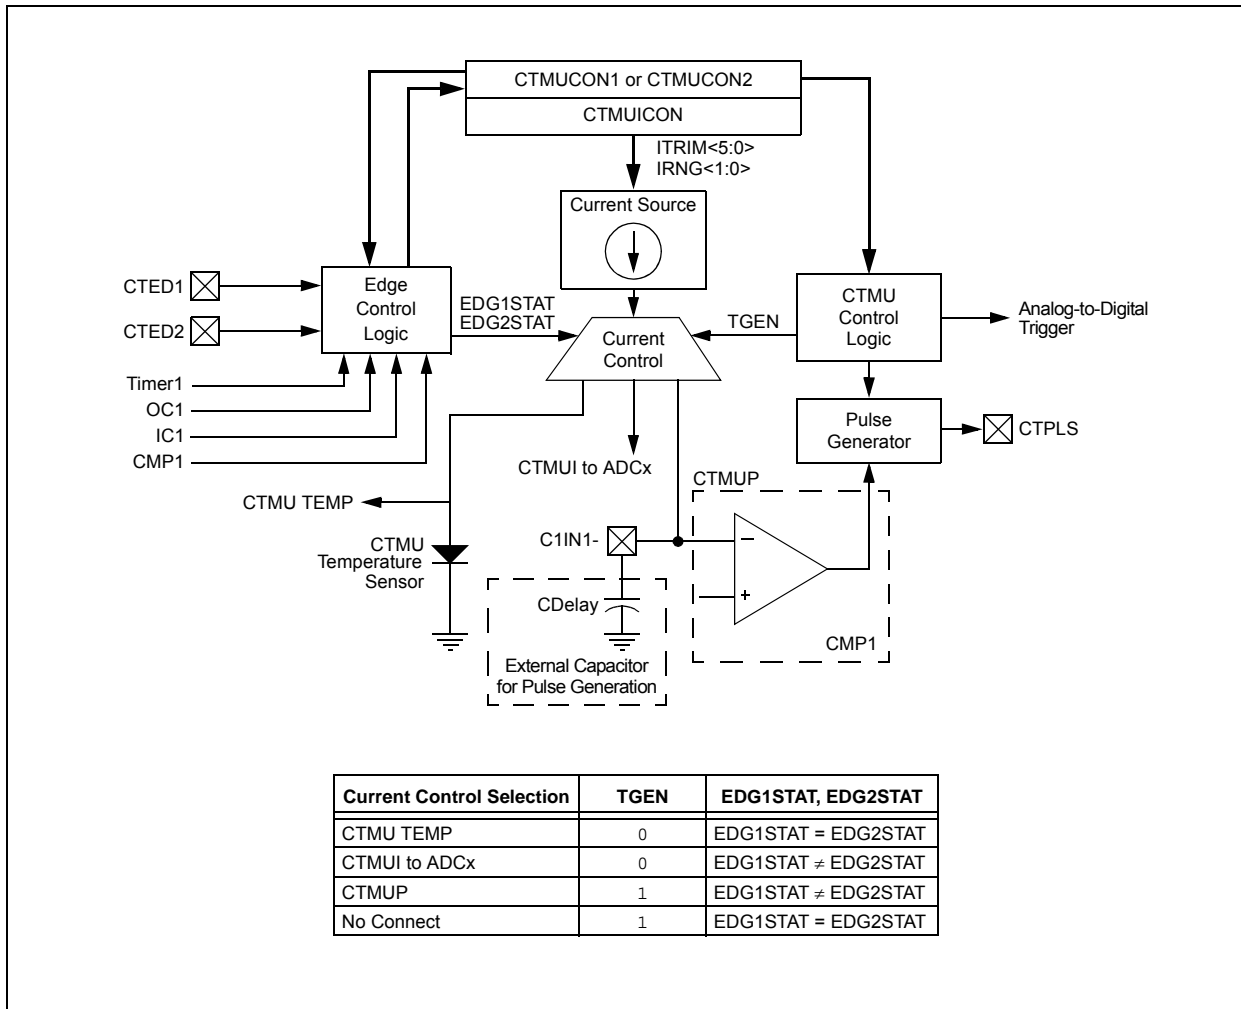 CTMUCON1 or CTMUCON2
CTMUICON
ITRIM<5:0>
IRNG<1:0>
Current Source
CTED1
CTED2
Edge
Control
Logic
EDG1STAT
EDG2STAT
Current
Control
TGEN
CTMU
Control
Logic
Analog-to-Digital
Trigger
Timer1
OC1
IC1
CMP1
Pulse
Generator
CTPLS
CTMUI to ADCx
CTMUP
CTMU TEMP
CTMU
Temperature
Sensor
C1IN1-
−
+
CDelay
CMP1
External Capacitor
for Pulse Generation
Current Control Selection TGEN EDG1STAT, EDG2STAT
CTMU TEMP 0 EDG1STAT = EDG2STAT
CTMUI to ADCx 0 EDG1STAT ≠ EDG2STAT
CTMUP 1 EDG1STAT ≠ EDG2STAT
No Connect 1 EDG1STAT = EDG2STAT